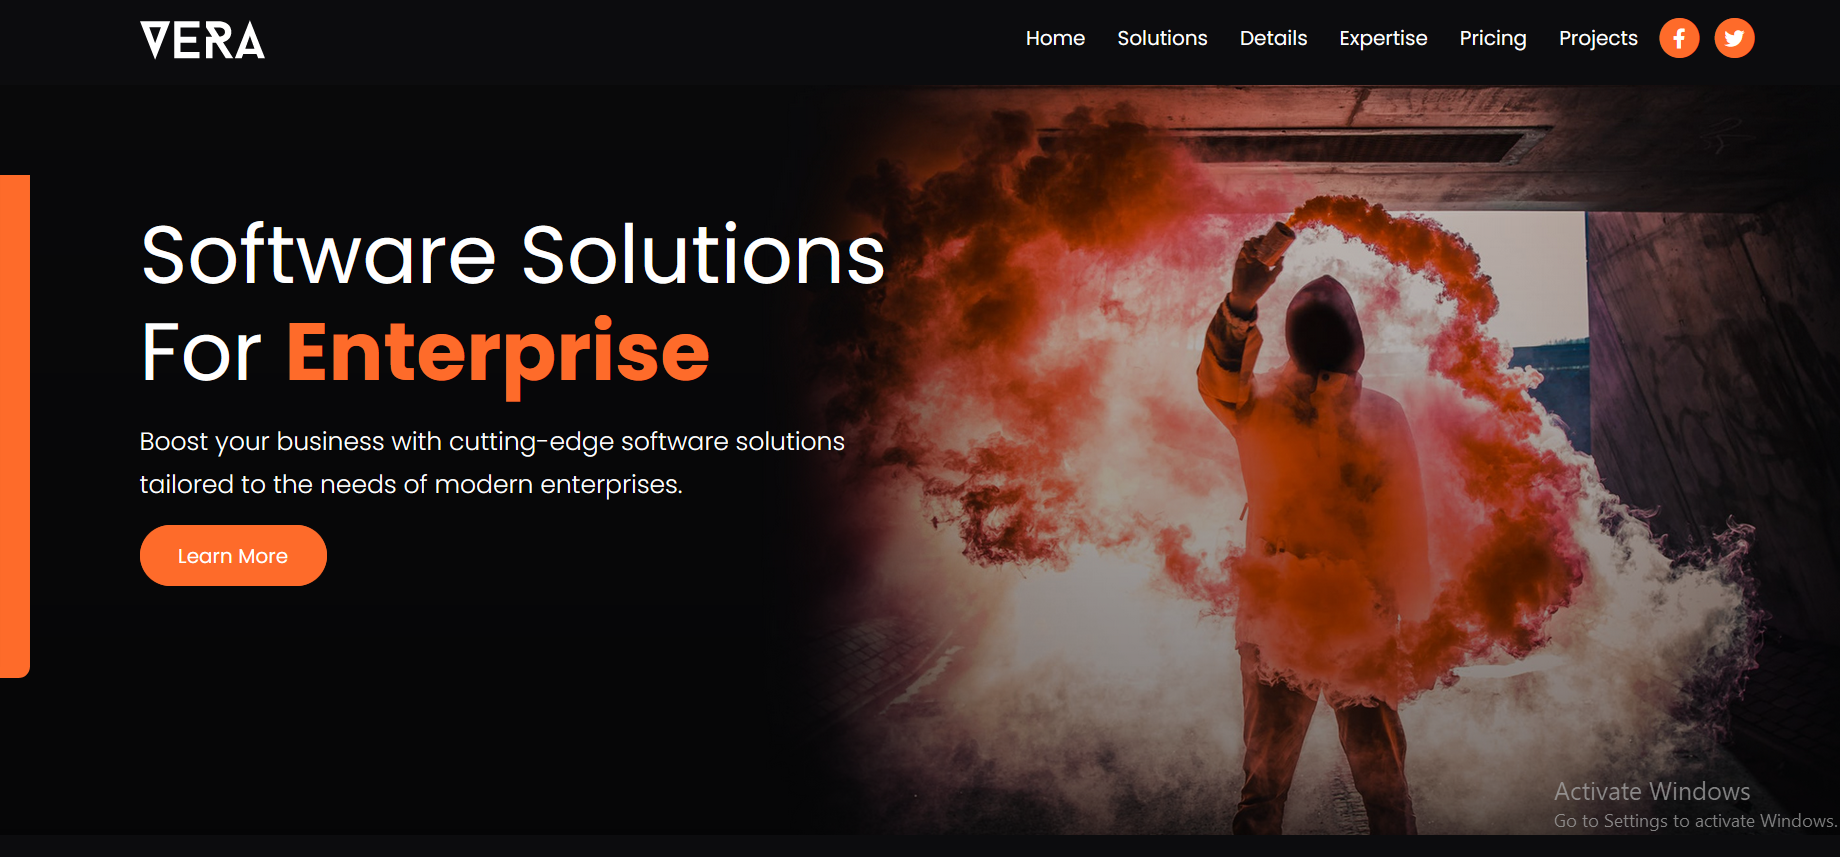 VERA
Home Solutions Details Expertise Pricing Projects
Software Solutions
For Enterprise
Boost your business with cutting-edge software solutions
tailored to the needs of modern enterprises.
Learn More
Activate Windows
Go to Settings to activate Windows.